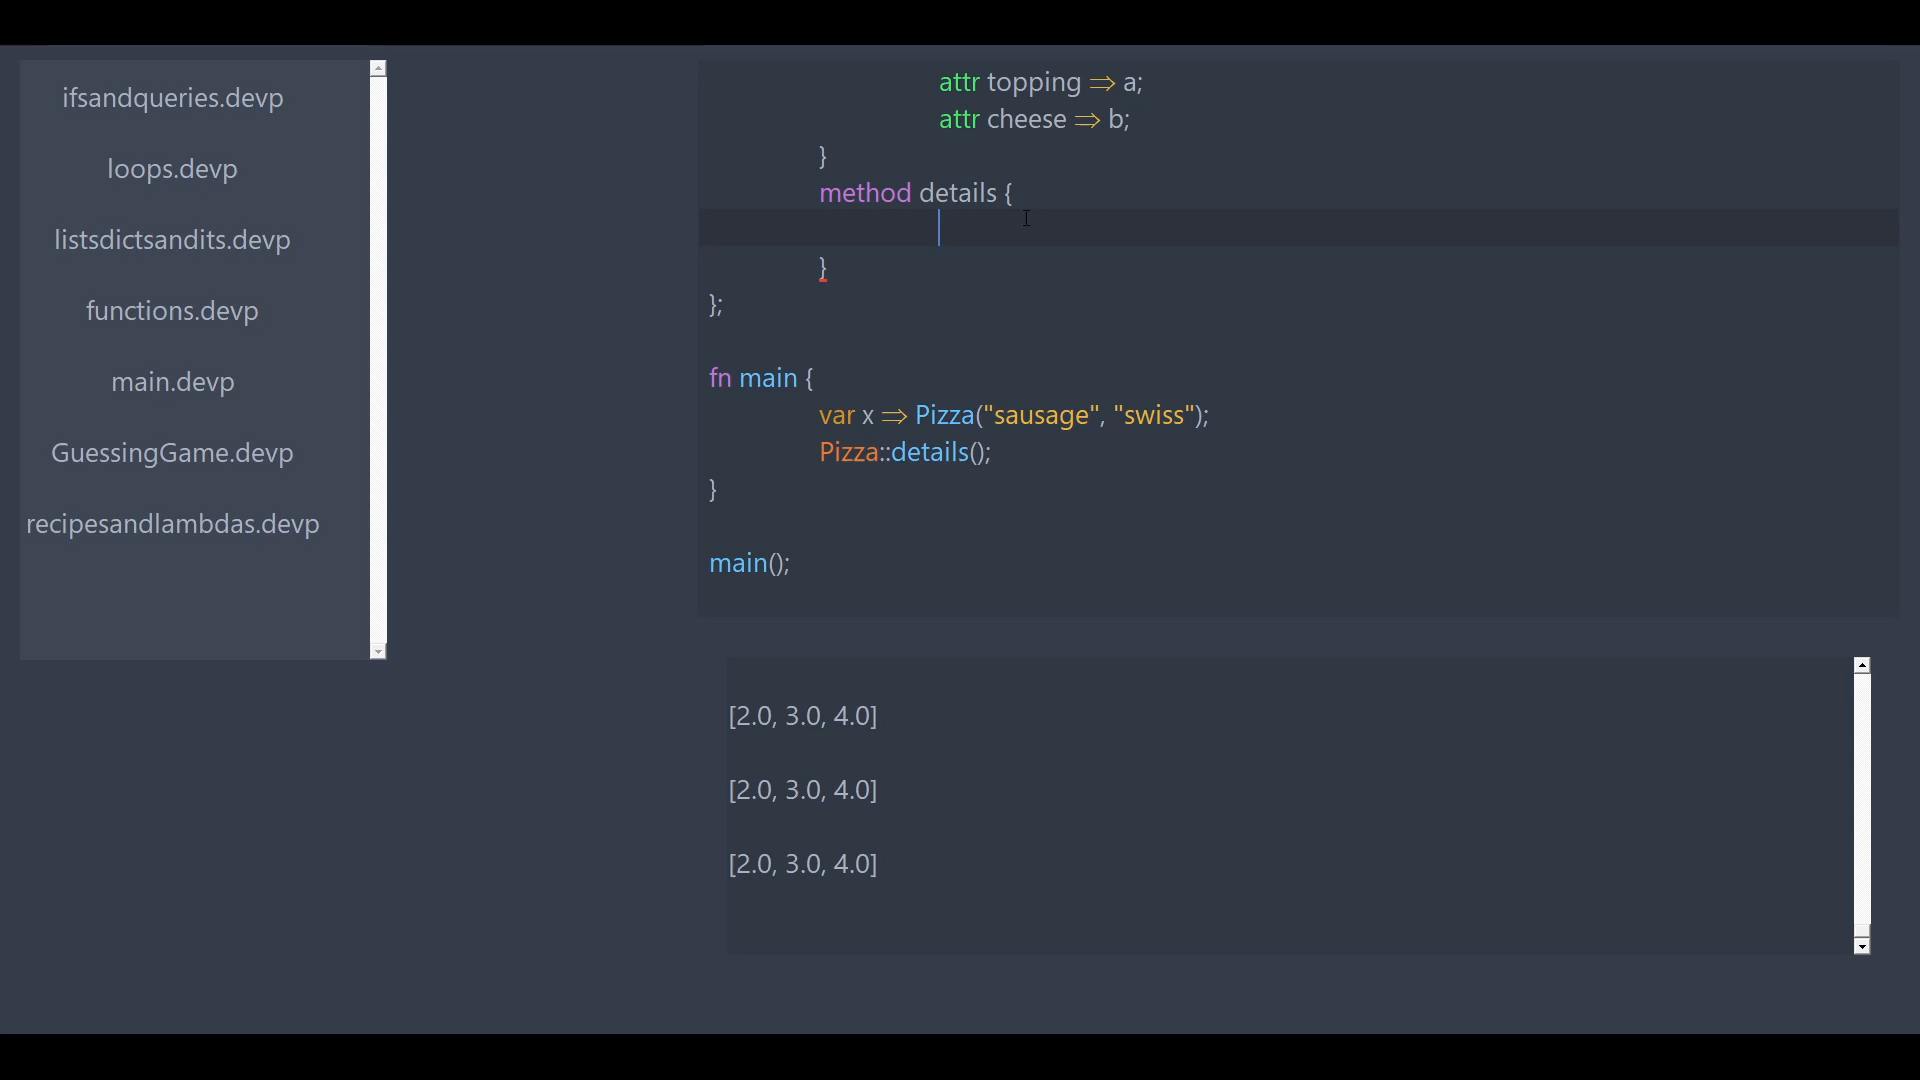 ifsandqueries.devp
loops.devp
listsdictsandits.devp
functions.devp
main.devp
GuessingGame.devp
recipesandlambdas.devp
attr topping ⇒ a;
attr cheese ⇒ b;
}
method details {
}
};
fn main {
var x ⇒ Pizza("sausage", "swiss");
Pizza::details();
}
main();
[2.0, 3.0, 4.0]
[2.0, 3.0, 4.0]
[2.0, 3.0, 4.0]